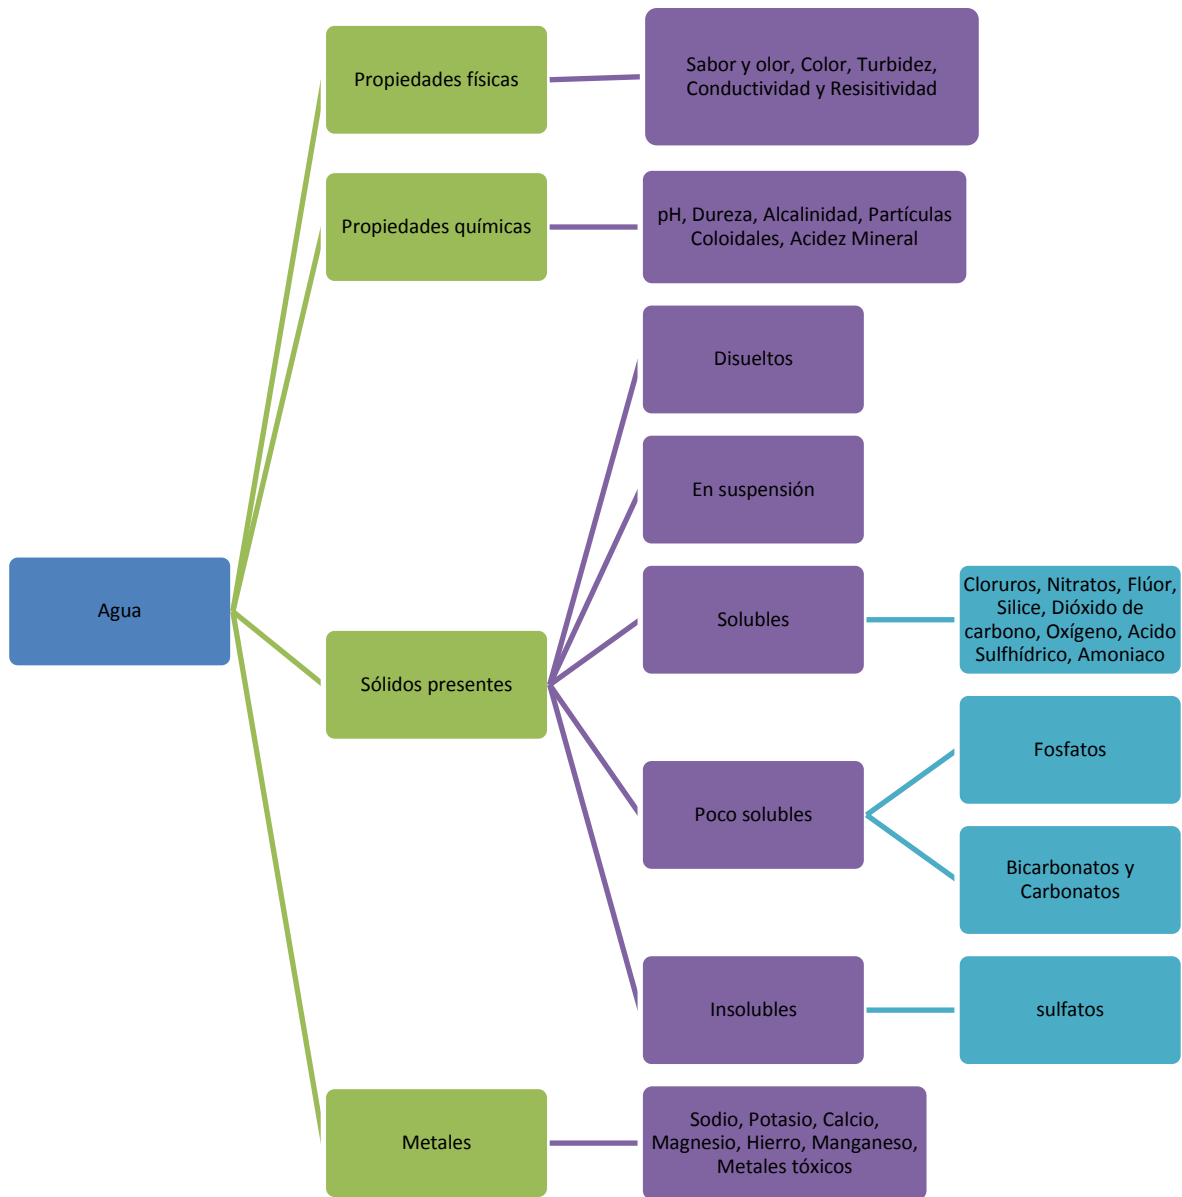 Propiedades físicas
Sabor y olor, Color, Turbidez,
Conductividad y Resisitividad
Propiedades químicas
pH, Dureza, Alcalinidad, Partículas
Coloidales, Acidez Mineral
Disueltos
En suspensión
Agua
Solubles
Cloruros, Nitratos, Flúor,
Silice, Dióxido de
carbono, Oxígeno, Acido
Sulfhídrico, Amoniaco
Sólidos presentes
Fosfatos
Poco solubles
Bicarbonatos y
Carbonatos
Insolubles
sulfatos
Metales
Sodio, Potasio, Calcio,
Magnesio, Hierro, Manganeso,
Metales tóxicos